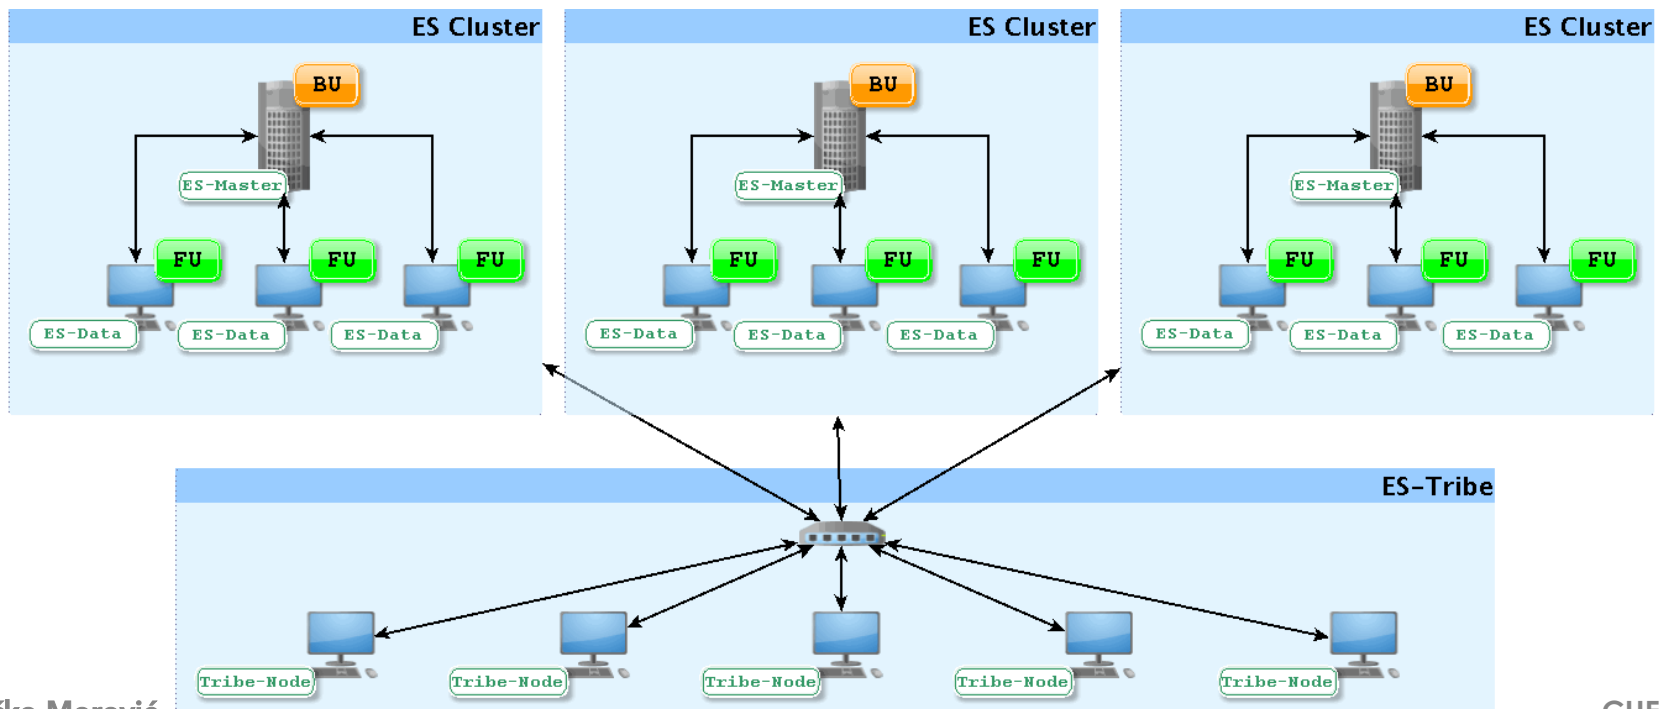 ES Cluster
ES Cluster
ES Cluster
BU
BU
BU
ES-Master
ES-Master
ES-Master
FU
FU
FU
FU
FU
FU
FU
FU
FU
ES-Data
ES-Data
ES-Data
ES-Data
ES-Data
ES-Data
ES-Data
ES-Data
ES-Data
ES-Tribe
Tribe-Node
Tribe-Node
Tribe-Node
Tribe-Node
Tribe-Node